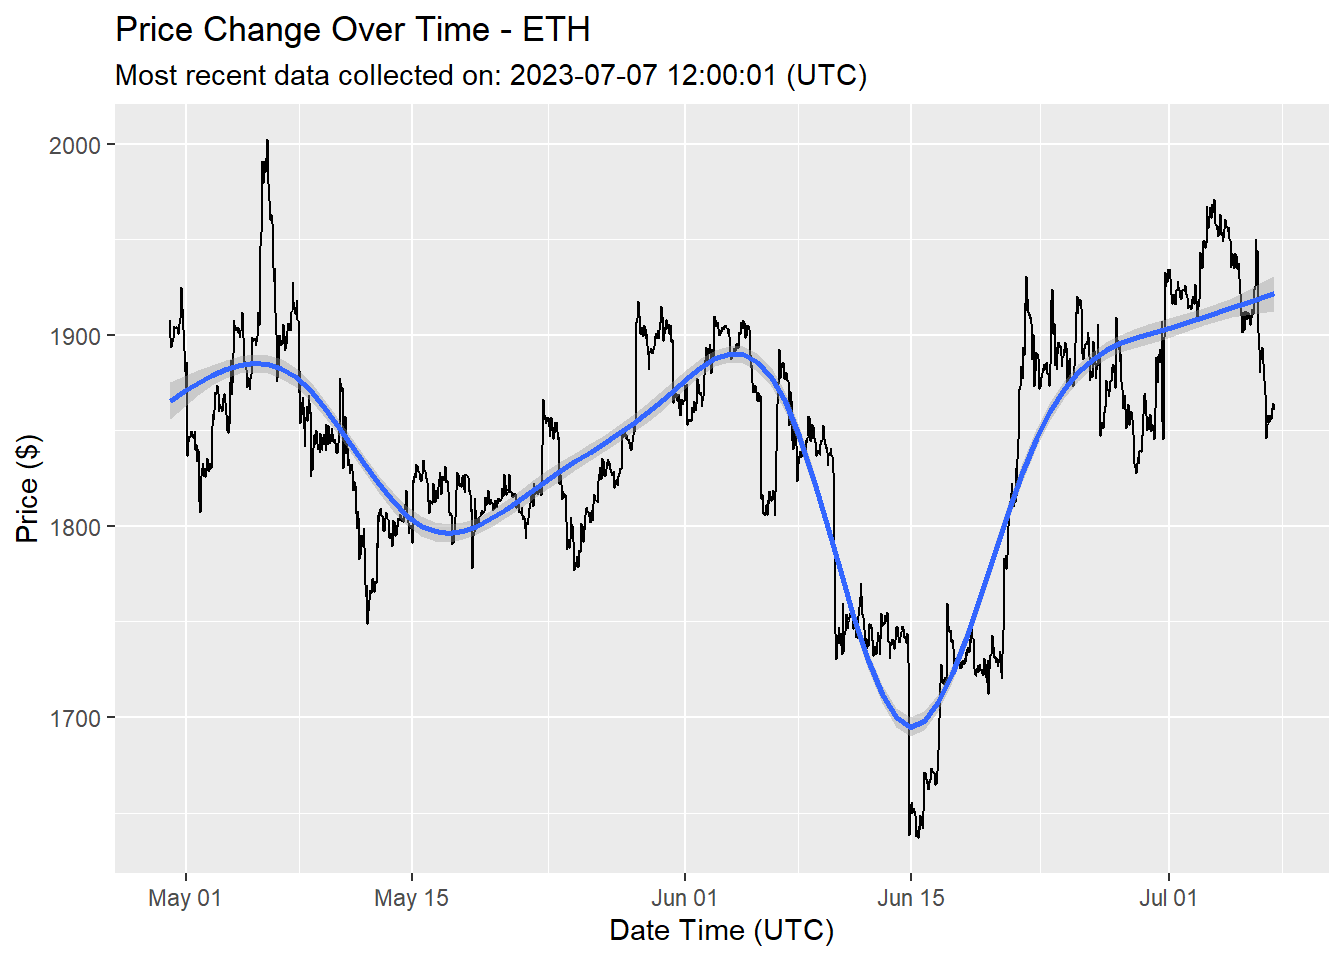 Price Change Over Time - ETH
Most recent data collected on: 2023-07-07 12:00:01 (UTC)
Price ($)
2000
1900
1800
1700
May 01
May 15
Jun 01
Jun 15
Jul 01
Date Time (UTC)